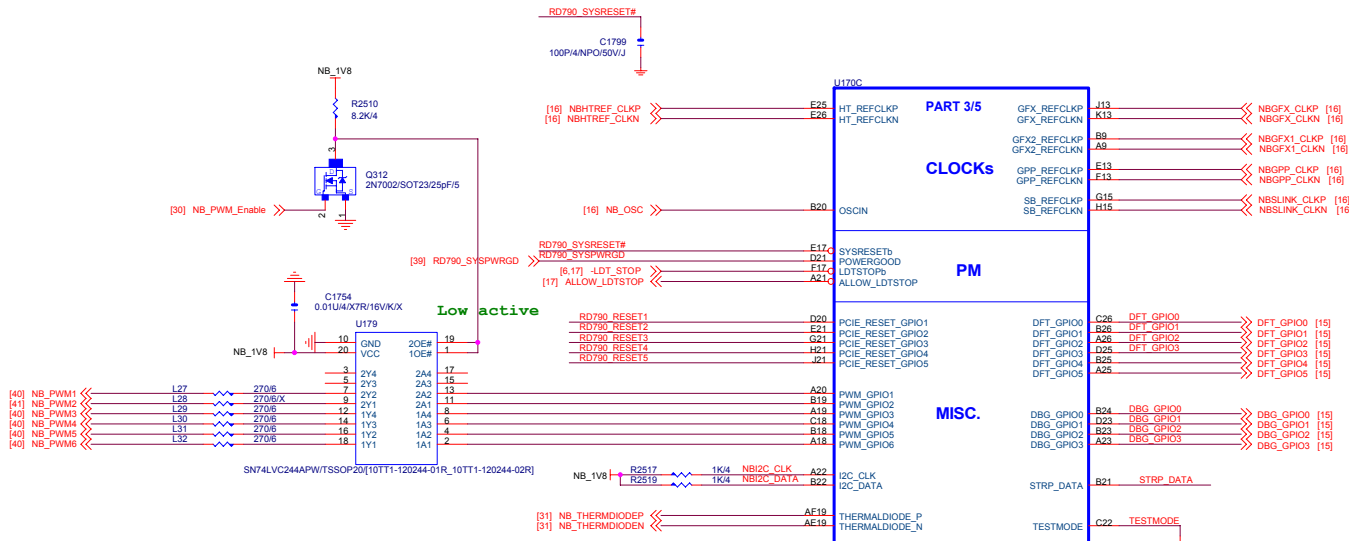 RD790_SYSRESET#
C1799
100P/4/NPO/50V/J
NB_1V8
R2510
8.2K/4
3
D
G
S
2
1
Q312
2N7002/SOT23/25pF/5
[30] NB_PWM_Enable
C1754
0.01U/4/X7R/16V/K/X
Low active
U179
NB_1V8
10 GND 2OE# 19
20 VCC 1OE# 1
3 2Y4 2A4 17
5 2Y3 2A3 15
7 2Y2 2A2 13
9 2Y1 2A1 11
12 1Y4 1A4 8
14 1Y3 1A3 6
16 1Y2 1A2 4
18 1Y1 1A1 2
[40] NB_PWM1 L27 270/6
[41] NB_PWM2 L28 270/6/X
[40] NB_PWM3 L29 270/6
[40] NB_PWM4 L30 270/6
[40] NB_PWM5 L31 270/6
[40] NB_PWM6 L32 270/6
SN74LVC244APW/TSSOP20/[10TT1-120244-01R_10TT1-120244-02R]
U170C
PART 3/5
CLOCKs
[16] NBHTREF_CLKP E25 HT_REFCLKP
[16] NBHTREF_CLKN E26 HT_REFCLKN
[16] NB_OSC B20 OSCIN
GFX_REFCLKP J13 NBGFX_CLKP [16]
GFX_REFCLKN K13 NBGFX_CLKN [16]
GFX2_REFCLKP B9 NBGFX1_CLKP [16]
GFX2_REFCLKN A9 NBGFX1_CLKN [16]
GPP_REFCLKP E13 NBGPP_CLKP [16]
GPP_REFCLKN F13 NBGPP_CLKN [16]
SB_REFCLKP G15 NBSLINK_CLKP [16]
SB_REFCLKN H15 NBSLINK_CLKN [16
PM
RD790_SYSRESET# E17 SYSRESETb
[39] RD790_SYSPWRGD RD790_SYSPWRGD D21 POWERGOOD
[6,17] -LDT_STOP F17 LDTSTOPb
[17] ALLOW_LDTSTOP A21 ALLOW_LDTSTOP
MISC.
RD790_RESET1 D20 PCIE_RESET_GPIO1
RD790_RESET2 E21 PCIE_RESET_GPIO2
RD790_RESET3 G21 PCIE_RESET_GPIO3
RD790_RESET4 H21 PCIE_RESET_GPIO4
RD790_RESET5 J21 PCIE_RESET_GPIO5
A20 PWM_GPIO1
B19 PWM_GPIO2
A19 PWM_GPIO3
C18 PWM_GPIO4
B18 PWM_GPIO5
A18 PWM_GPIO6
NB_1V8
R2517 1K/4 NBI2C_CLK A22 I2C_CLK
R2519 1K/4 NBI2C_DATA B22 I2C_DATA
[31] NB_THERMDIODEP AF19 THERMALDIODE_P
[31] NB_THERMDIODEN AE19 THERMALDIODE_N
DFT_GPIO0 C26 DFT_GPIO0 DFT_GPIO0 [15]
DFT_GPIO1 B26 DFT_GPIO1 DFT_GPIO1 [15]
DFT_GPIO2 A26 DFT_GPIO2 DFT_GPIO2 [15]
DFT_GPIO3 D25 DFT_GPIO3 DFT_GPIO3 [15]
DFT_GPIO4 B25 DFT_GPIO4 [15]
DFT_GPIO5 A25 DFT_GPIO5 [15]
DBG_GPIO0 B24 DBG_GPIO0 DBG_GPIO0 [15]
DBG_GPIO1 D23 DBG_GPIO1 DBG_GPIO1 [15]
DBG_GPIO2 B23 DBG_GPIO2 DBG_GPIO2 [15]
DBG_GPIO3 A23 DBG_GPIO3 DBG_GPIO3 [15]
STRP_DATA B21 STRP_DATA
TESTMODE C22 TESTMODE